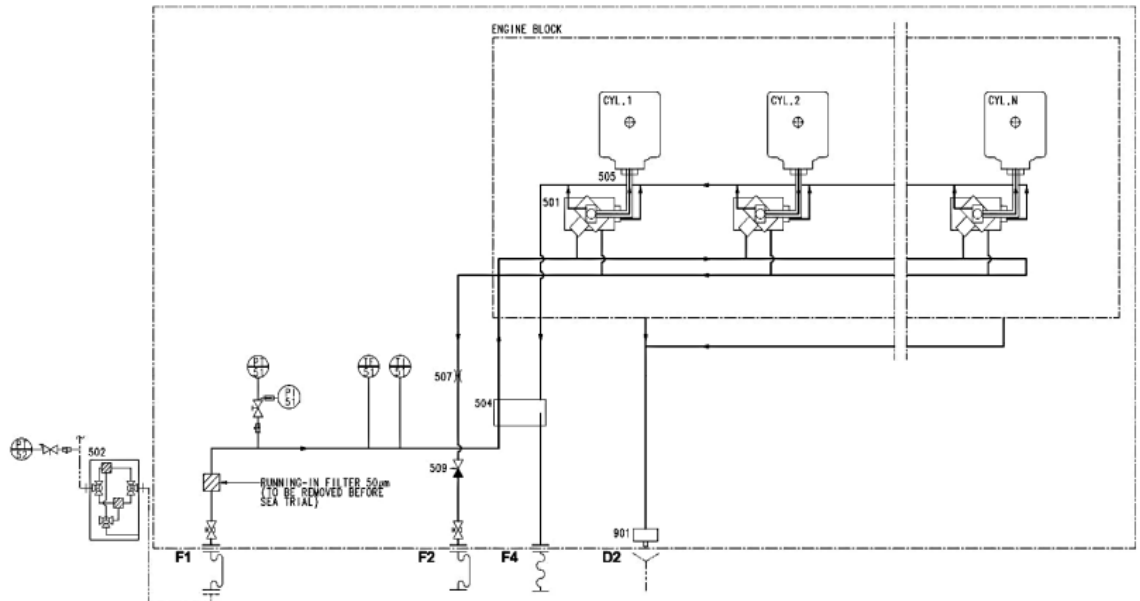 ENGINE BLOCK
CYL.1
CYL.2
CYL.N
505
501
PT
51
PI
51
TE
51
TI
51
507
504
PT
52
502
509
RUNNING-IN FILTER 50µm
(TO BE REMOVED BEFORE
SEA TRIAL)
901
F1
F2
F4
D2